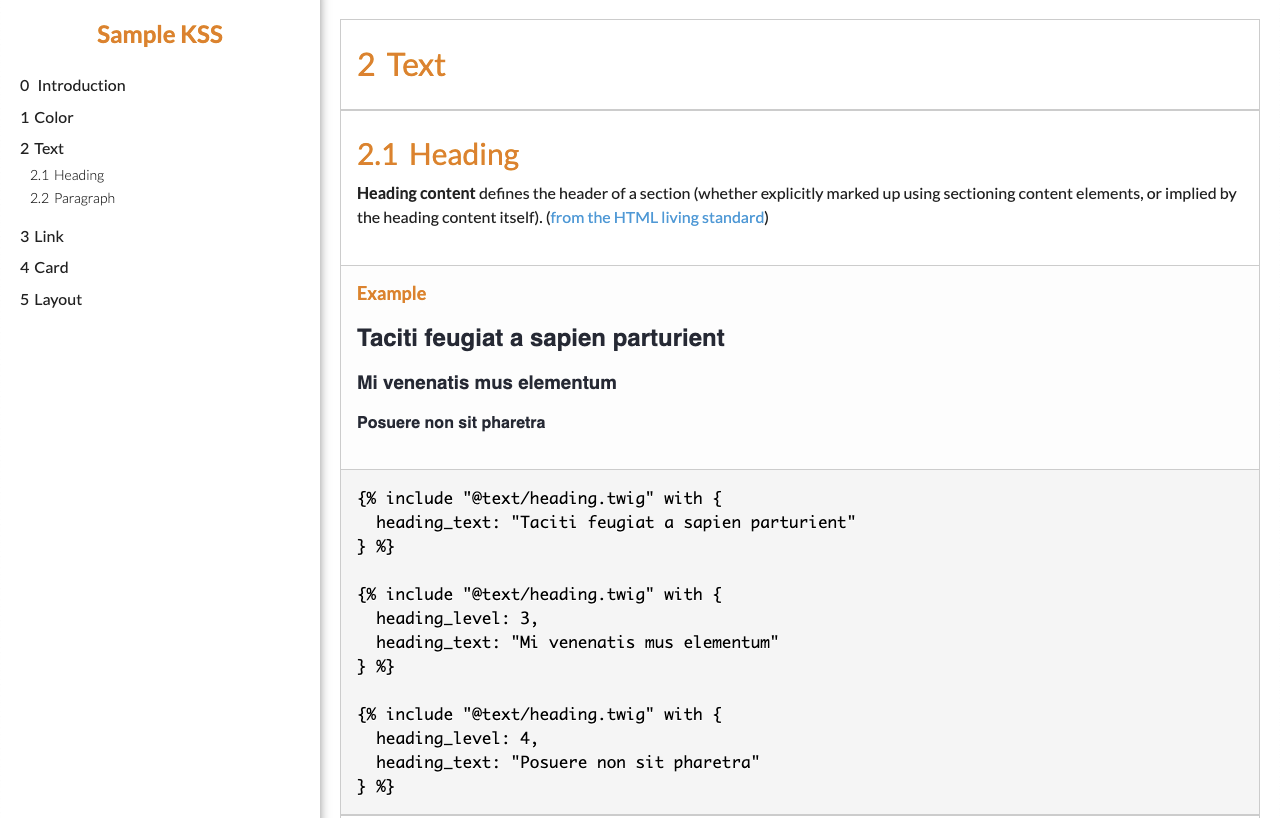 Sample KSS
0 Introduction
1 Color
2 Text
2.1 Heading
2.2 Paragraph
3 Link
4 Card
5 Layout
2 Text
2.1 Heading
Heading content defines the header of a section (whether explicitly marked up using sectioning content elements, or implied by
the heading content itself). (from the HTML living standard)
Example
Taciti feugiat a sapien parturient
Mi venenatis mus elementum
Posuere non sit pharetra
{% include "@text/heading.twig" with {
  heading_text: "Taciti feugiat a sapien parturient"
} %}
{% include "@text/heading.twig" with {
  heading_level: 3,
  heading_text: "Mi venenatis mus elementum"
} %}
{% include "@text/heading.twig" with {
  heading_level: 4,
  heading_text: "Posuere non sit pharetra"
} %}